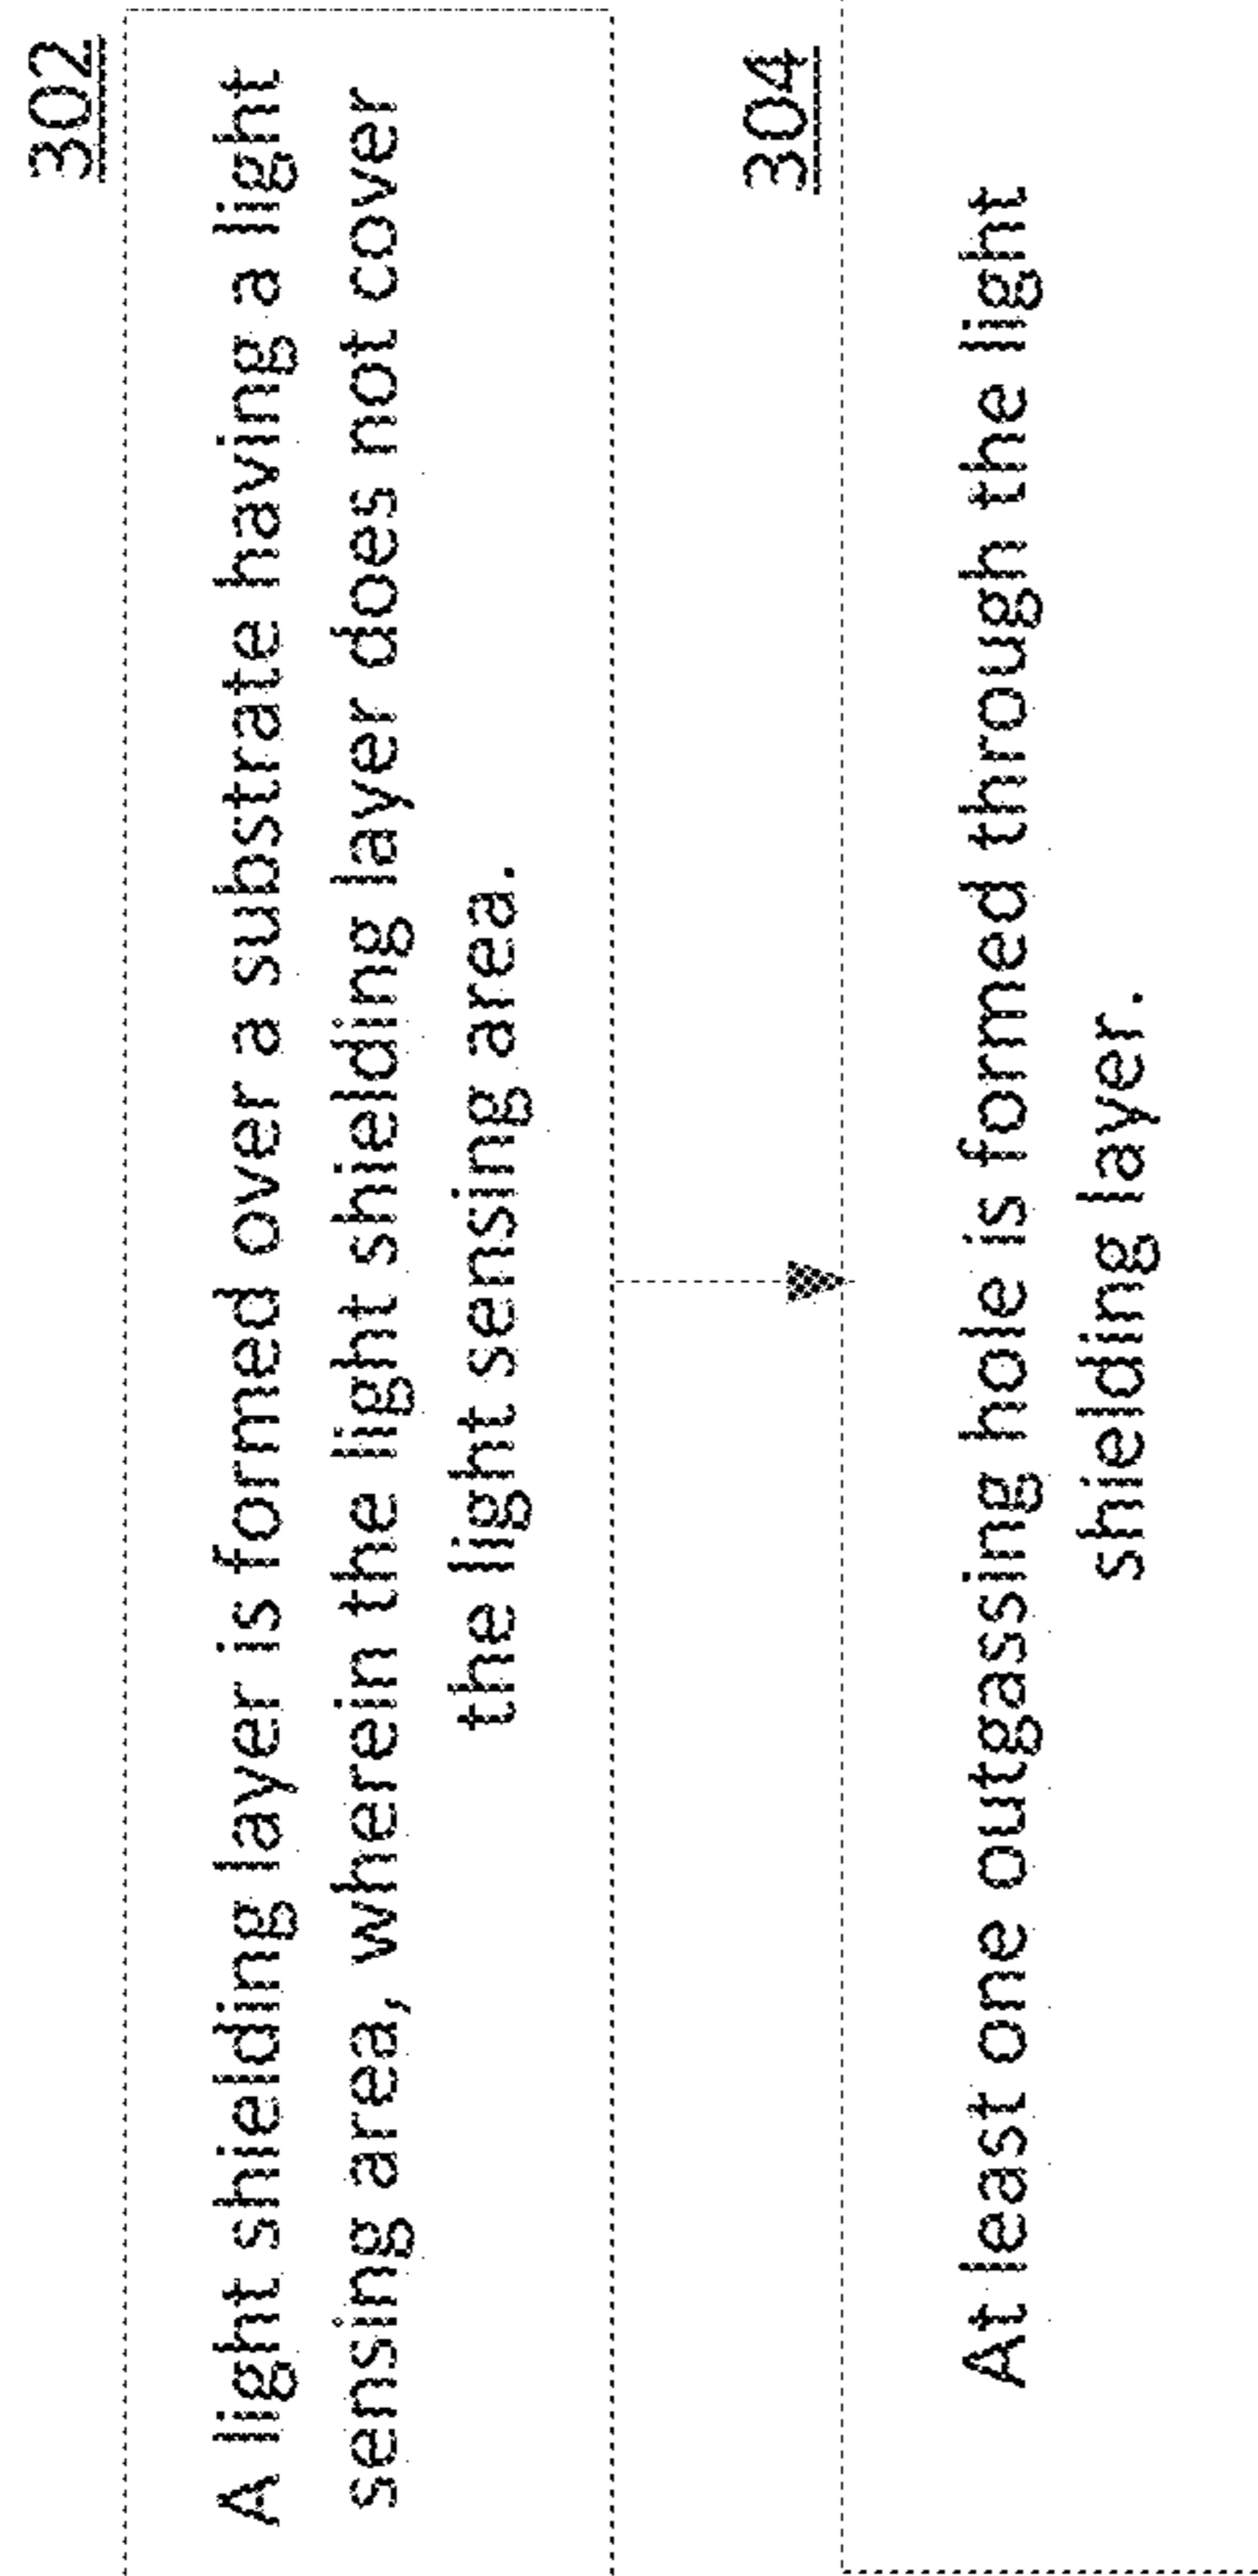 302
A light shielding layer is formed over a substrate having a light
sensing area, wherein the light shielding layer does not cover
the light sensing area.
304
At least one outgassing hole is formed through the light
shielding layer.